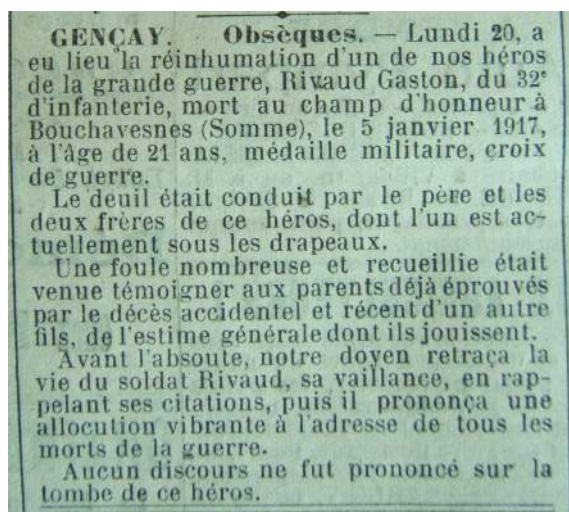 GENÇAY. Obsèques. — Lundi 20, a
eu lieu la réinhumation d'un de nos héros
de la grande guerre, Rivaud Gaston, du 32e
d'infanterie, mort au champ d'honneur à
Bouchavesnes (Somme), le 5 janvier 1917,
à l'âge de 21 ans, médaille militaire, croix
de guerre.
Le deuil était conduit par le père et les
deux frères de ce héros, dont l'un est ac-
tuellement sous les drapeaux.
Une foule nombreuse et recueillie était
venue témoigner aux parents déjà éprouvés
par le décès accidentel et récent d'un autre
fils, de l'estime générale dont ils jouissent.
Avant l'absoute, notre doyen retraça la
vie du soldat Rivaud, sa vaillance, en rap-
pelant ses citations, puis il prononça une
allocution vibrante à l'adresse de tous les
morts de la guerre.
Aucun discours ne fut prononcé sur la
tombe de ce héros.